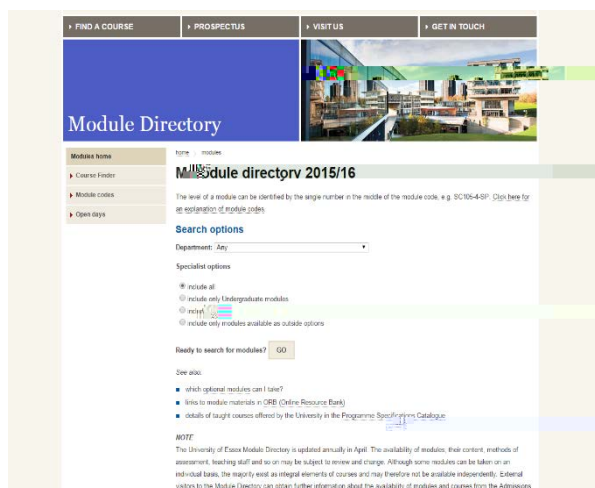 FIND A COURSE
PROSPECTUS
VISIT US
GET IN TOUCH
Module Directory
Modules home
Course Finder
Module codes
Open days
home modules
directory 2015/16
The level of a module can be identified by the single number in the middle of the module code, e.g. SC105-4-SP. Click here for
an explanation of module codes.
Search options
Department: Any
Specialist options
include all
include only Undergraduate modules
include only modules available as outside options
Ready to search for modules? GO
See also:
which optional modules can I take?
links to module materials in ORB (Online Resource Bank)
details of taught courses offered by the University in the Programme Specifications Catalogue
NOTE
The University of Essex Module Directory is updated annually in April. The availability of modules, their content, methods of
assessment, teaching staff and so on may be subject to review and change. Although some modules can be taken on an
individual basis, the majority exist as integral elements of courses and may therefore not be available independently. External
visitors to the Module Directory can obtain further information about the availability of modules and courses from the Admissions